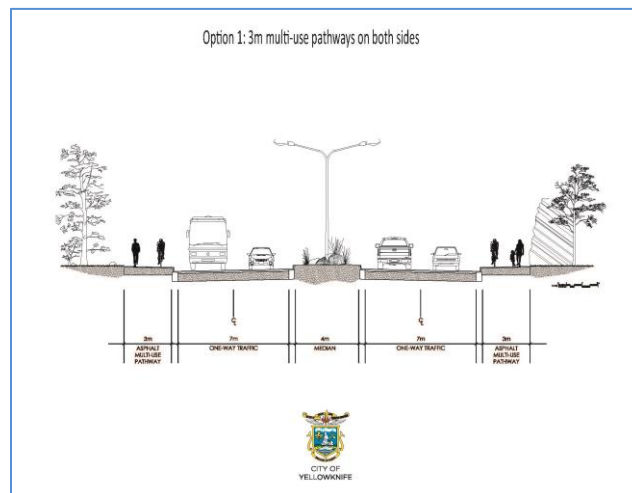 Option 1: 3m multi-use pathways on both sides
℄ ℄
3m 7m 4m 7m 3m
ASPHALT MULTI-USE PATHWAY ONE-WAY TRAFFIC MEDIAN ONE-WAY TRAFFIC ASPHALT MULTI-USE PATHWAY
CITY OF
YELLOWKNIFE